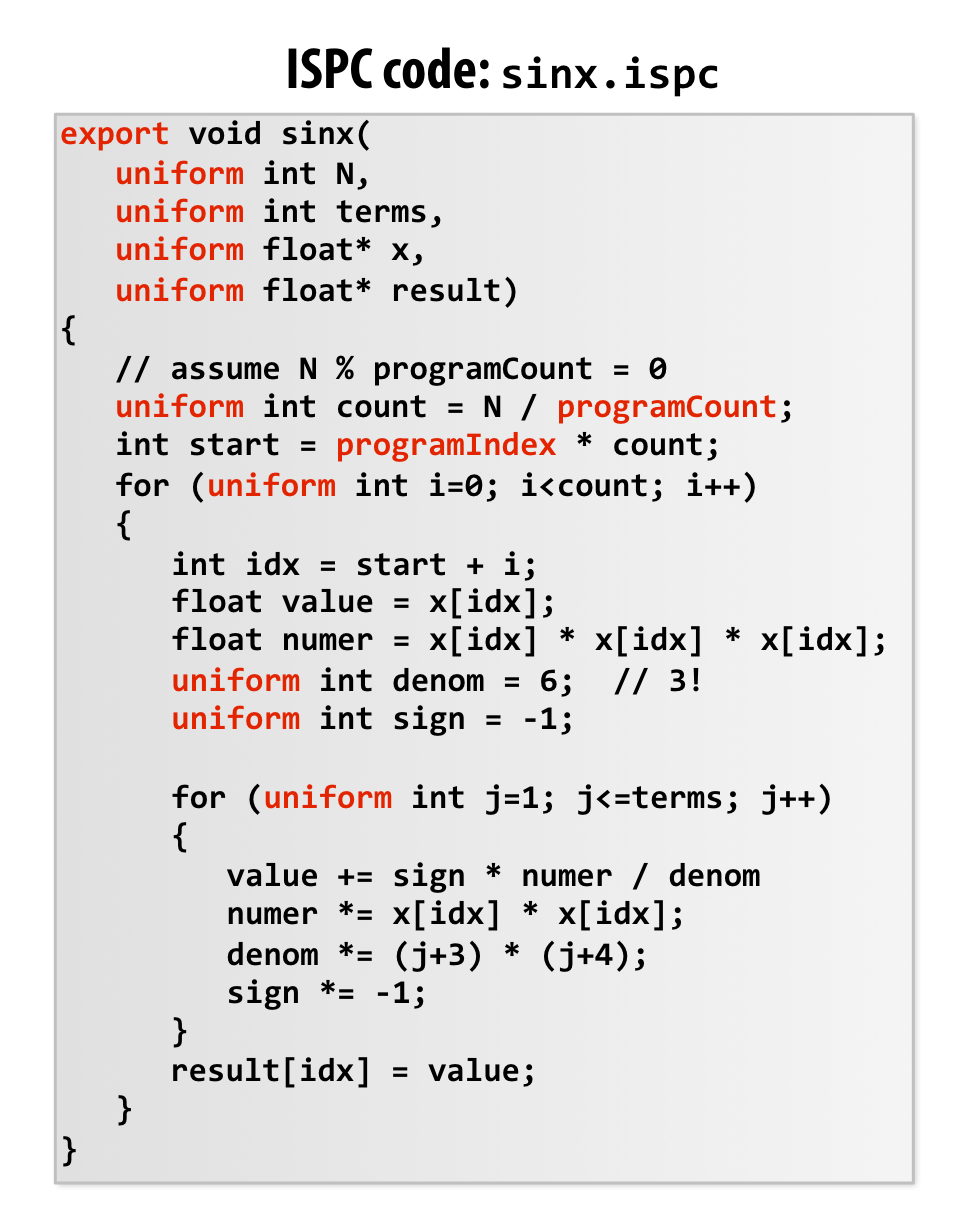 ISPC code: sinx.ispc
export void sinx(
   uniform int N,
   uniform int terms,
   uniform float* x,
   uniform float* result)
{
   // assume N % programCount = 0
   uniform int count = N / programCount;
   int start = programIndex * count;
   for (uniform int i=0; i<count; i++)
   {
      int idx = start + i;
      float value = x[idx];
      float numer = x[idx] * x[idx] * x[idx];
      uniform int denom = 6;  // 3!
      uniform int sign = -1;

      for (uniform int j=1; j<=terms; j++)
      {
         value += sign * numer / denom
         numer *= x[idx] * x[idx];
         denom *= (j+3) * (j+4);
         sign *= -1;
      }
      result[idx] = value;
   }
}